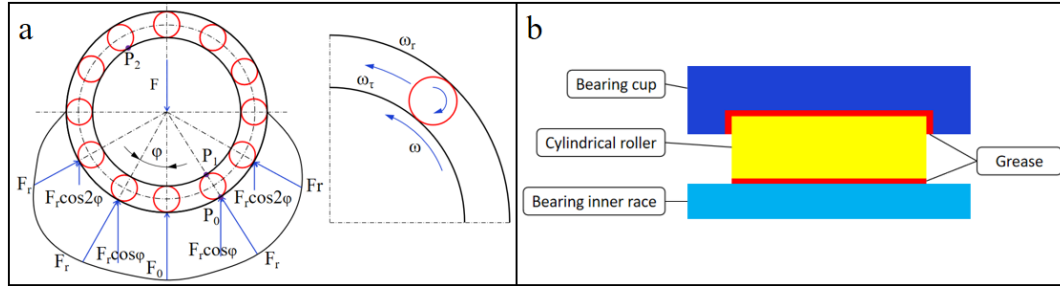 a
P₂
F
φ
P₁
Fᵣ
Fᵣcos2φ
Fᵣcosφ
Fᵣ
F₀
P₀
Fᵣcosφ
Fᵣ
Fᵣcos2φ
Fr
ωᵣ
ω_τ
ω
b
Bearing cup
Cylindrical roller
Grease
Bearing inner race